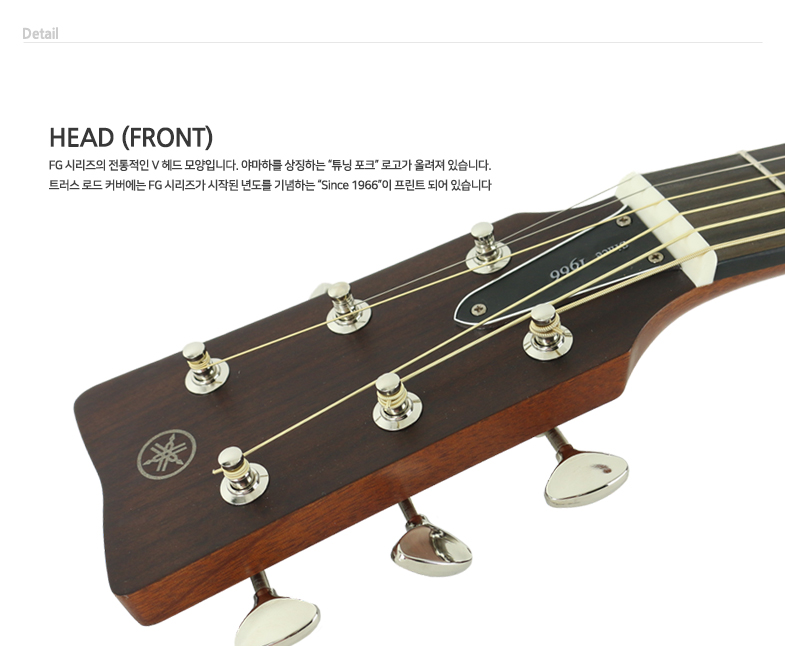 Detail
HEAD (FRONT)
FG 시리즈의 전통적인 V 헤드 모양입니다. 야마하를 상징하는 “튜닝 포크” 로고가 올려져 있습니다.
트러스 로드 커버에는 FG 시리즈가 시작된 년도를 기념하는 “Since 1966”이 프린트 되어 있습니다
Since 1966